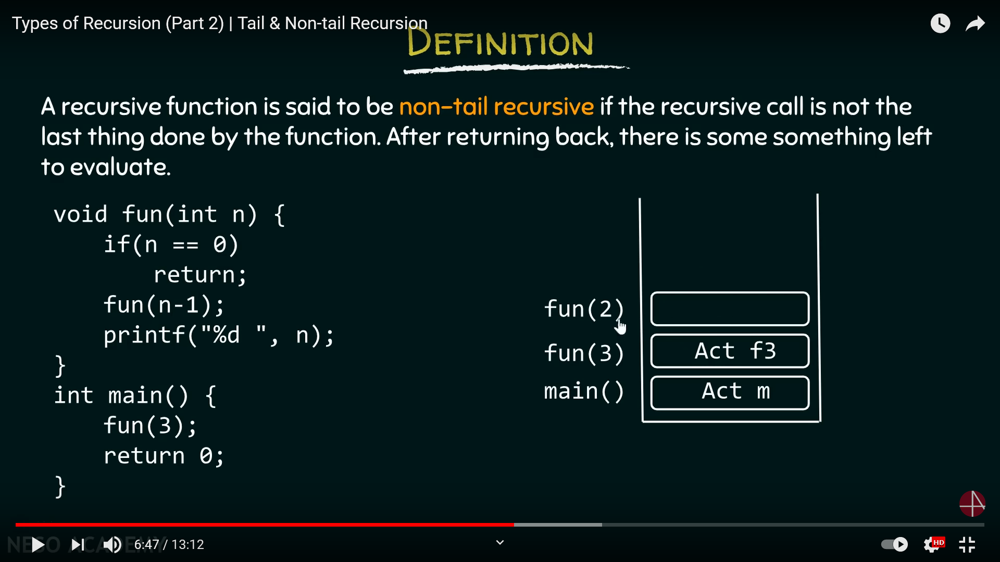 Types of Recursion (Part 2) | Tail & Non-tail Recursion
DEFINITION
A recursive function is said to be non-tail recursive if the recursive call is not the
last thing done by the function. After returning back, there is some something left
to evaluate.
void fun(int n) {
if(n == 0)
return;
fun(n-1);
printf("%d ", n);
}
int main() {
fun(3);
return 0;
}
fun(2)
fun(3) Act f3
main() Act m
NESO ACADEMY
6:47 / 13:12
HD